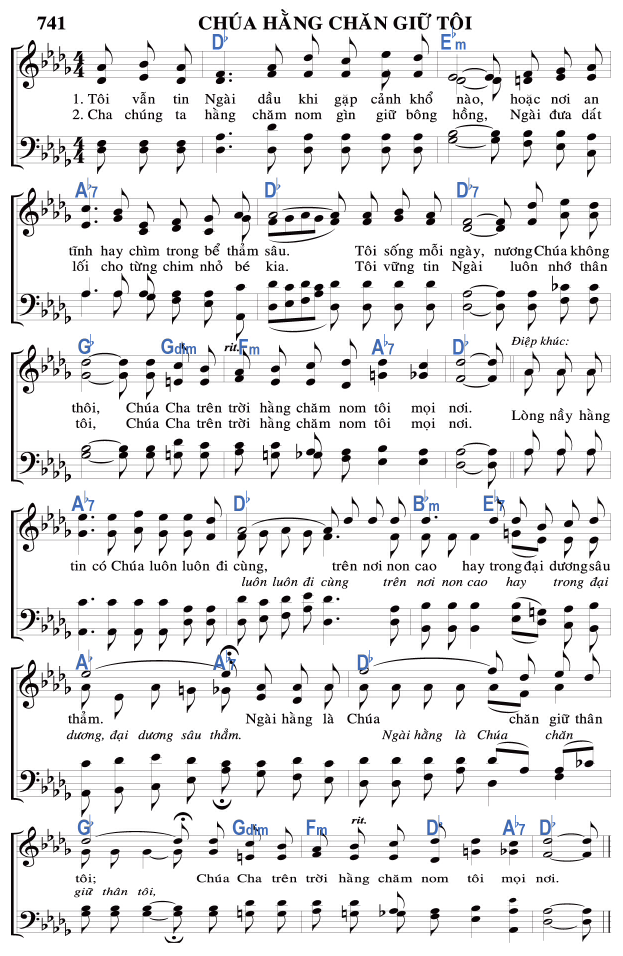 741 CHÚA HẰNG CHĂN GIỮ TÔI
D♭ E♭m
1. Tôi vẫn tin Ngài dầu khi gặp cảnh khổ nào, hoặc nơi an
2. Cha chúng ta hằng chăm nom gìn giữ bông hồng, Ngài đưa dắt
A♭7 D♭ D♭7
tĩnh hay chìm trong bể thảm sâu. Tôi sống mỗi ngày, nương Chúa không
lối cho từng chim nhỏ bé kia. Tôi vững tin Ngài luôn nhớ thân
G♭ Gdim rit. Fm A♭7 D♭ Điệp khúc:
thôi, Chúa Cha trên trời hằng chăm nom tôi mọi nơi.
tôi, Chúa Cha trên trời hằng chăm nom tôi mọi nơi.
Lòng nầy hằng
A♭7 D♭ B♭m E♭7
tin có Chúa luôn luôn đi cùng, trên nơi non cao hay trong đại dương sâu
luôn luôn đi cùng trên nơi non cao hay trong đại
A♭ A♭7 D♭
thẳm. Ngài hằng là Chúa chăn giữ thân
dương, đại dương sâu thẳm. Ngài hằng là Chúa chăn
G♭ Gdim Fm rit. D♭ A♭7 D♭
tôi; Chúa Cha trên trời hằng chăm nom tôi mọi nơi.
giữ thân tôi,